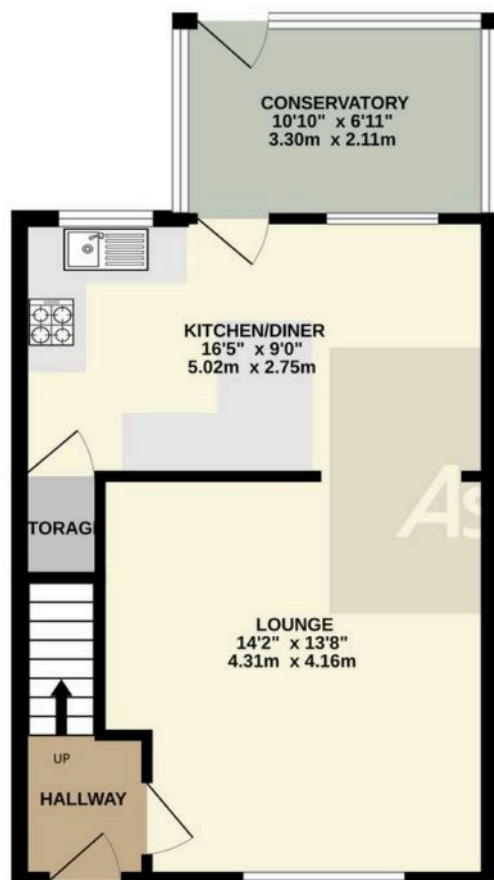 CONSERVATORY
10'10" x 6'11"
3.30m x 2.11m
KITCHEN/DINER
16'5" x 9'0"
5.02m x 2.75m
TORAG
As
LOUNGE
14'2" x 13'8"
4.31m x 4.16m
UP
HALLWAY